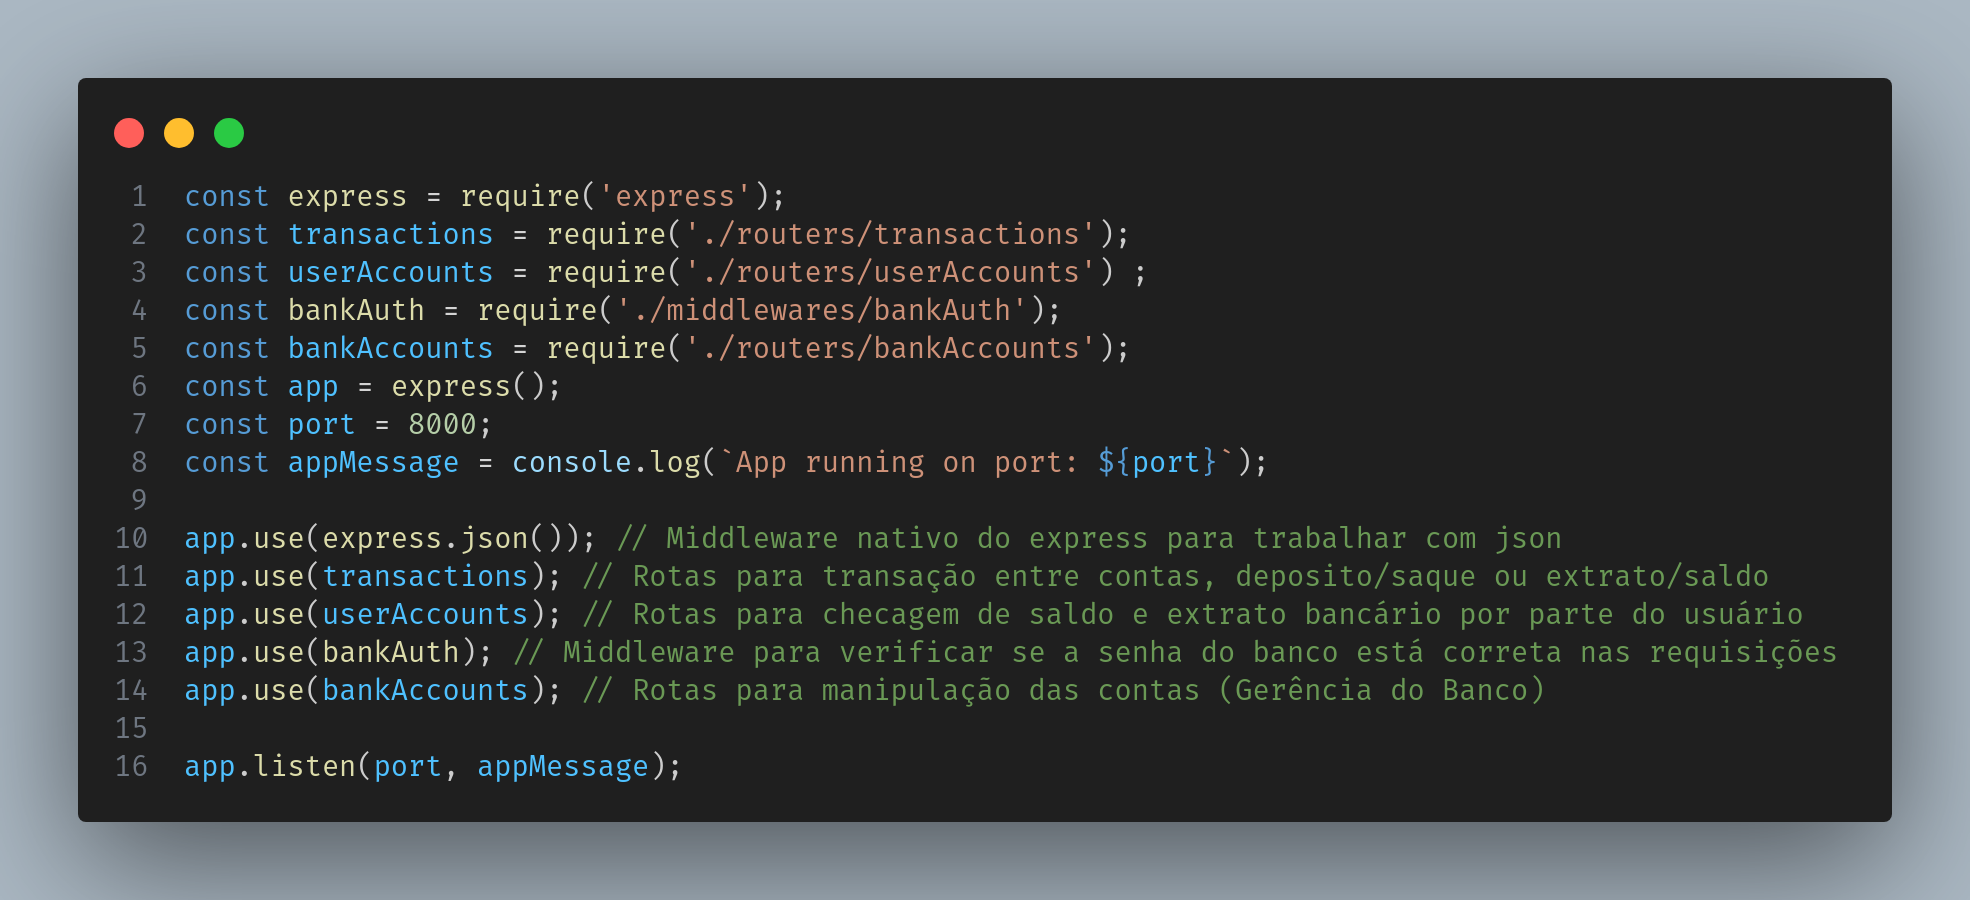 1 const express = require('express');
2 const transactions = require('./routers/transactions');
3 const userAccounts = require('./routers/userAccounts') ;
4 const bankAuth = require('./middlewares/bankAuth');
5 const bankAccounts = require('./routers/bankAccounts');
6 const app = express();
7 const port = 8000;
8 const appMessage = console.log(`App running on port: ${port}`);
9
10 app.use(express.json()); // Middleware nativo do express para trabalhar com json
11 app.use(transactions); // Rotas para transação entre contas, deposito/saque ou extrato/saldo
12 app.use(userAccounts); // Rotas para checagem de saldo e extrato bancário por parte do usuário
13 app.use(bankAuth); // Middleware para verificar se a senha do banco está correta nas requisições
14 app.use(bankAccounts); // Rotas para manipulação das contas (Gerência do Banco)
15
16 app.listen(port, appMessage);